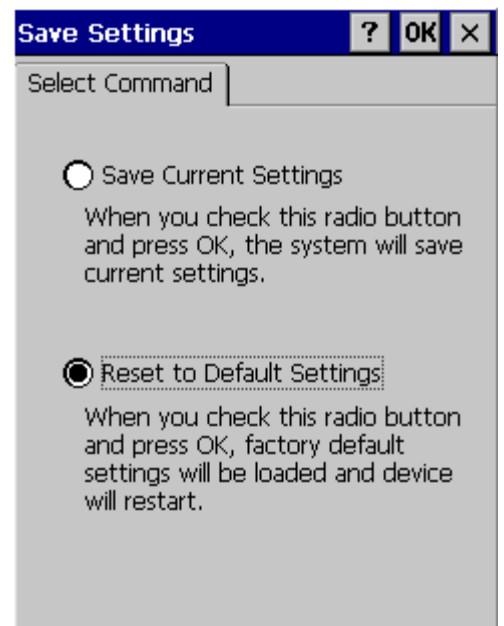 Save Settings ? OK ×
Select Command
Save Current Settings
When you check this radio button
and press OK, the system will save
current settings.
Reset to Default Settings
When you check this radio button
and press OK, factory default
settings will be loaded and device
will restart.